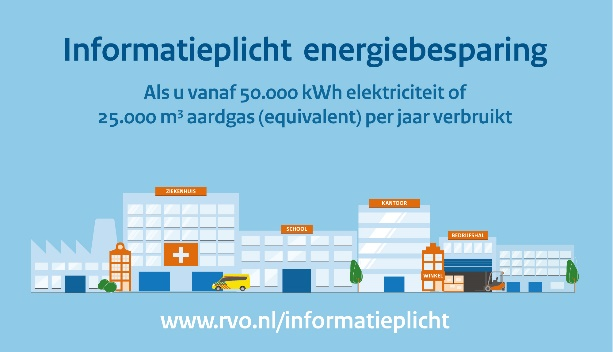 Informatieplicht energiebesparing
Als u vanaf 50.000 kWh elektriciteit of
25.000 m³ aardgas (equivalent) per jaar verbruikt
ZIEKENHUIS
KANTOOR
SCHOOL
BEDRIJFSHAL
WINKEL
www.rvo.nl/informatieplicht